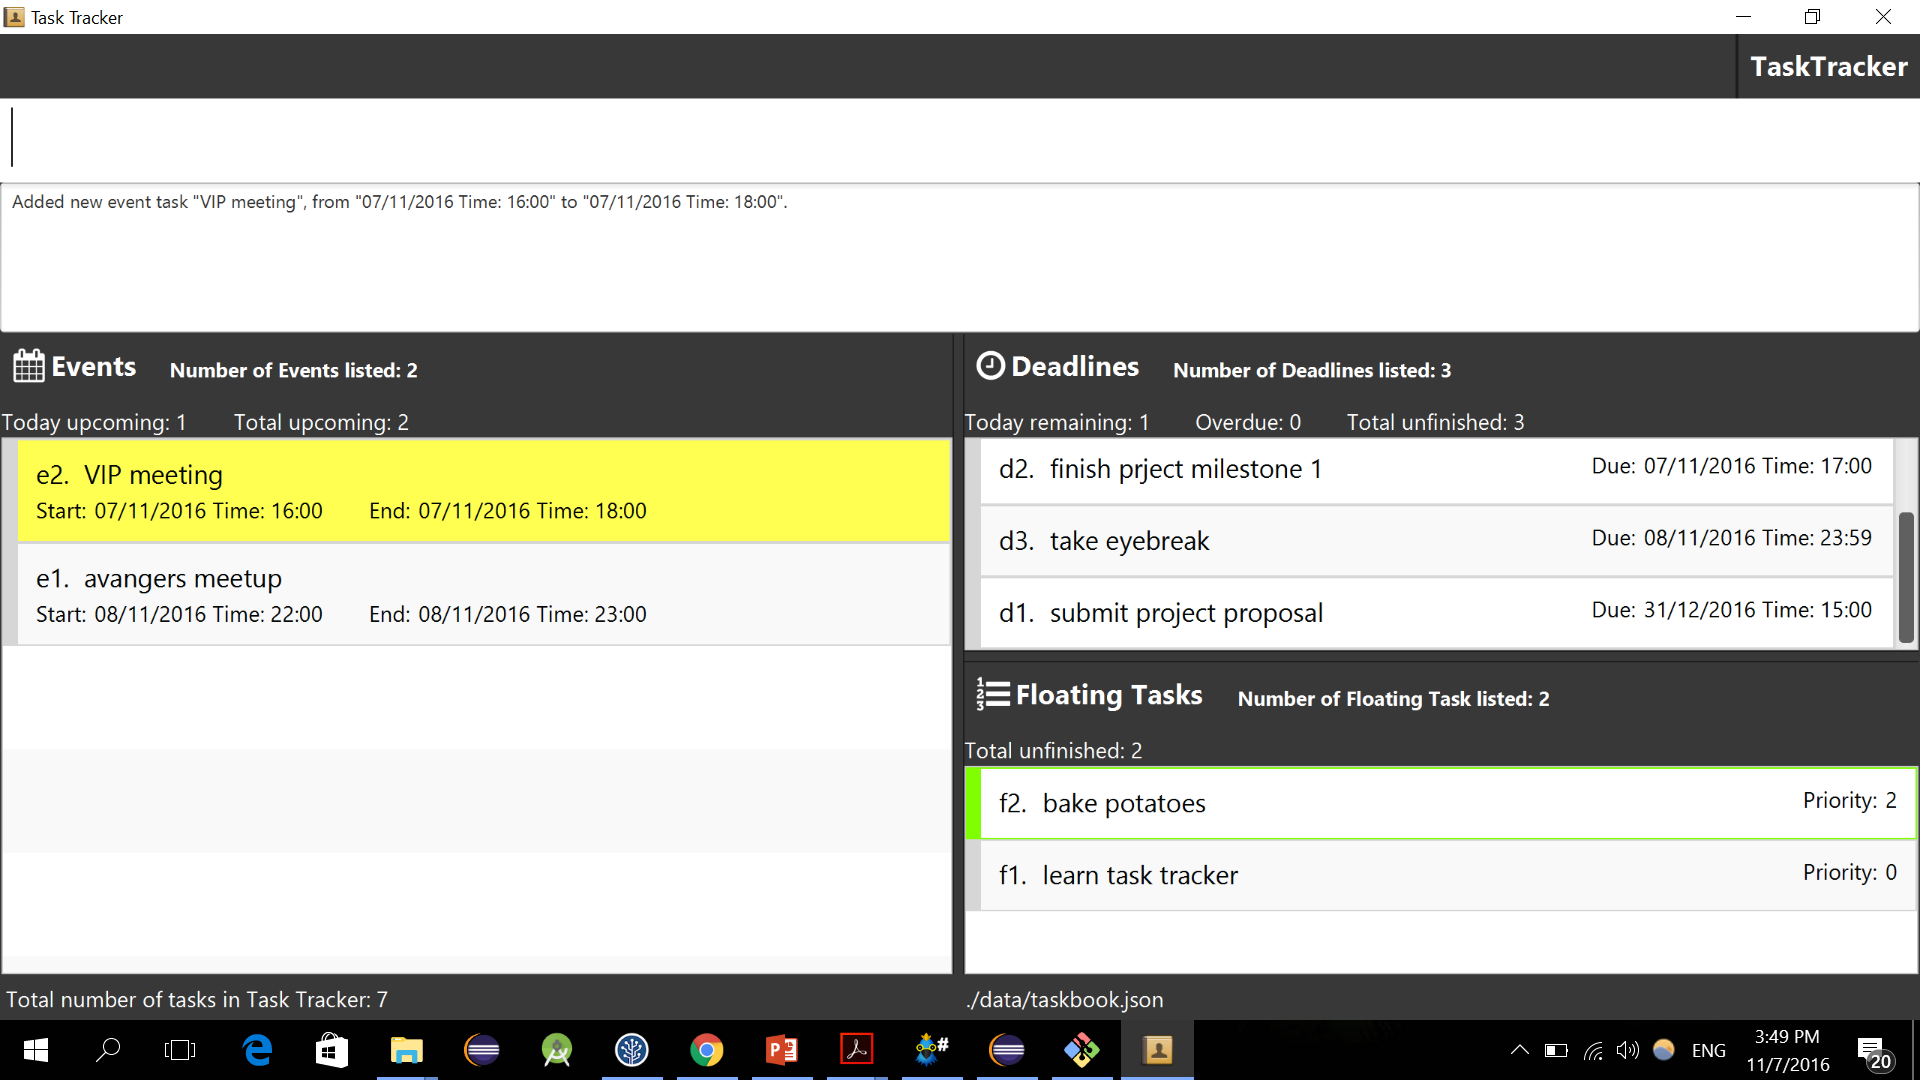 Task Tracker
TaskTracker
Added new event task "VIP meeting", from "07/11/2016 Time: 16:00" to "07/11/2016 Time: 18:00".
Events Number of Events listed: 2
Today upcoming: 1 Total upcoming: 2
e2. VIP meeting
Start: 07/11/2016 Time: 16:00 End: 07/11/2016 Time: 18:00
e1. avangers meetup
Start: 08/11/2016 Time: 22:00 End: 08/11/2016 Time: 23:00
Deadlines Number of Deadlines listed: 3
Today remaining: 1 Overdue: 0 Total unfinished: 3
d2. finish prject milestone 1 Due: 07/11/2016 Time: 17:00
d3. take eyebreak Due: 08/11/2016 Time: 23:59
d1. submit project proposal Due: 31/12/2016 Time: 15:00
Floating Tasks Number of Floating Task listed: 2
Total unfinished: 2
f2. bake potatoes Priority: 2
f1. learn task tracker Priority: 0
Total number of tasks in Task Tracker: 7 ./data/taskbook.json
ENG
3:49 PM
11/7/2016
20